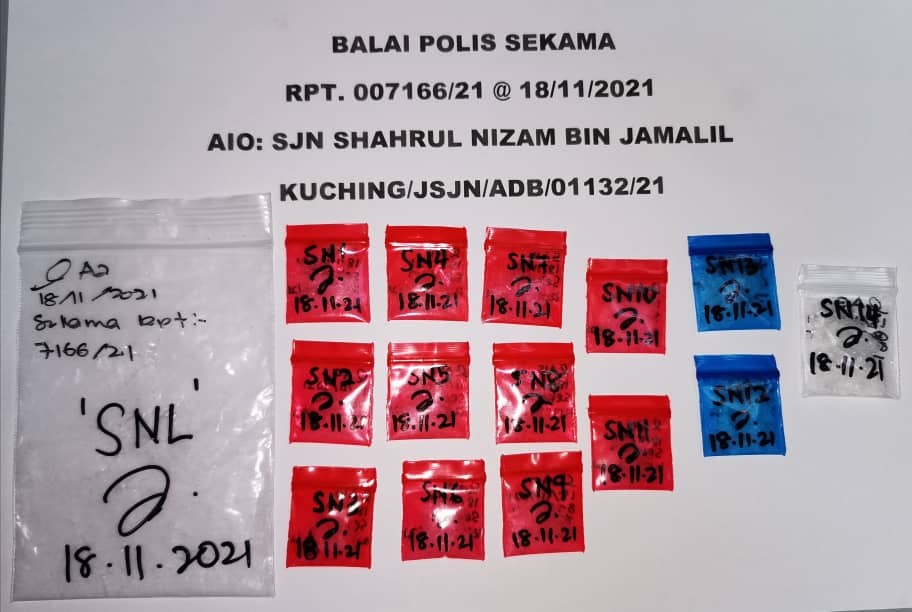 BALAI POLIS SEKAMA
RPT. 007166/21 @ 18/11/2021
AIO: SJN SHAHRUL NIZAM BIN JAMALIL
KUCHING/JSJN/ADB/01132/21
A2
18/11/2021
Sekama Rpt:-
7166/21
'SNL'
18.11.2021
SN1
18.11.21
SN4
18.11.21
SN7
18.11.21
SN10
18.11.21
SN13
18.11.21
SN14
18.11.21
18.11.21
SN5
18.11.21
SN8
18.11.21
SN11
18.11.21
SN12
18.11.21
18.11.21
SN6
18.11.21
SN9
18.11.21